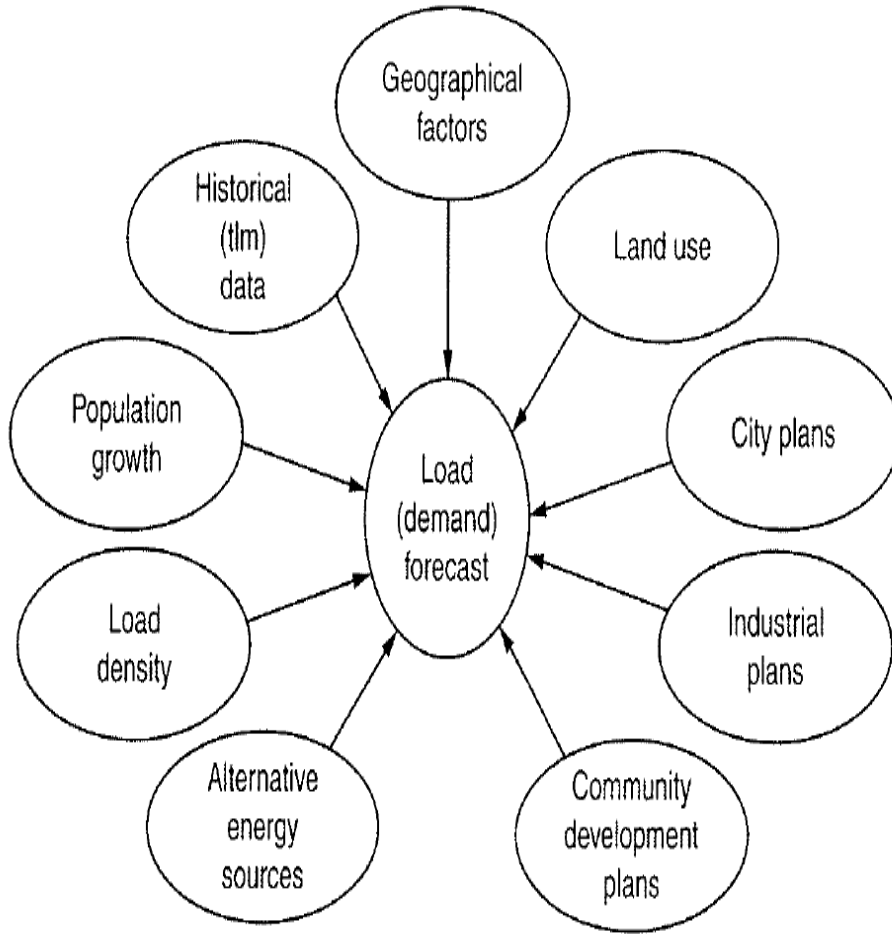 Geographical
factors
Historical
(tlm)
data
Land use
Population
growth
City plans
Load
(demand)
forecast
Load
density
Industrial
plans
Alternative
energy
sources
Community
development
plans